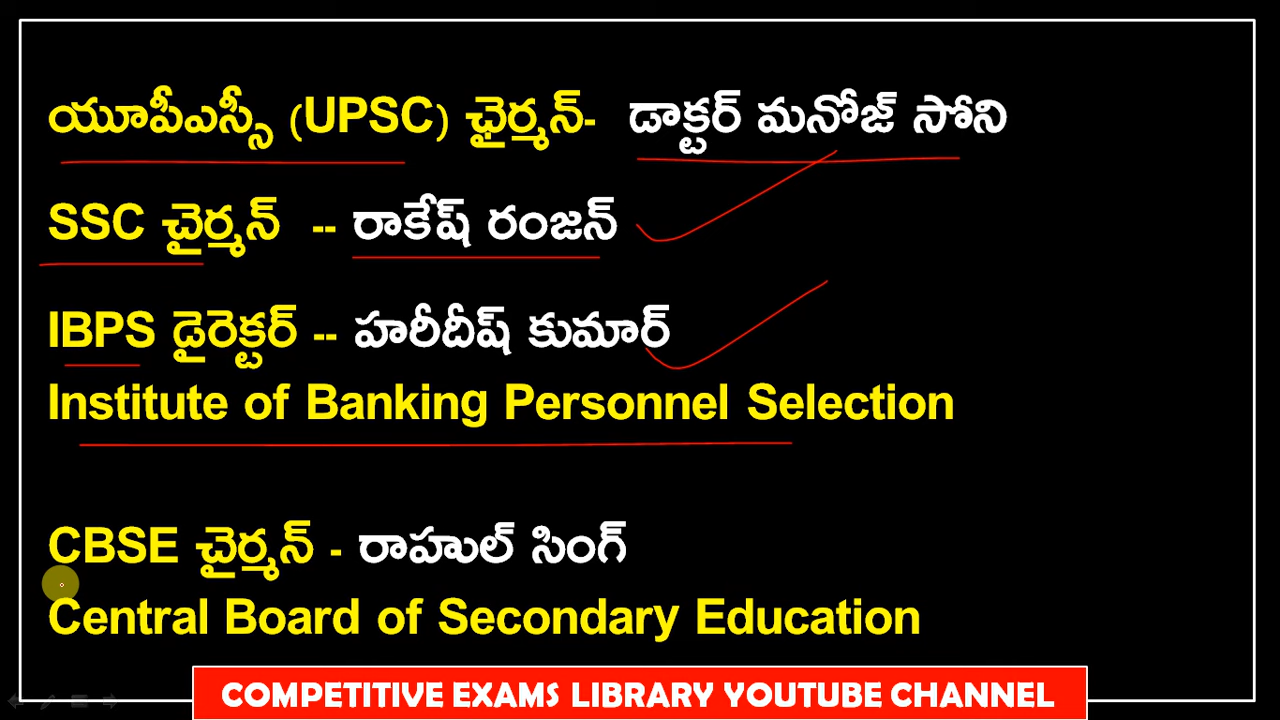 యూపీఎస్సీ (UPSC) ఛైర్మన్- డాక్టర్ మనోజ్ సోని
SSC చైర్మన్ -- రాకేష్ రంజన్
IBPS డైరెక్టర్ -- హరీదీష్ కుమార్
Institute of Banking Personnel Selection
CBSE చైర్మన్ - రాహుల్ సింగ్
Central Board of Secondary Education
COMPETITIVE EXAMS LIBRARY YOUTUBE CHANNEL